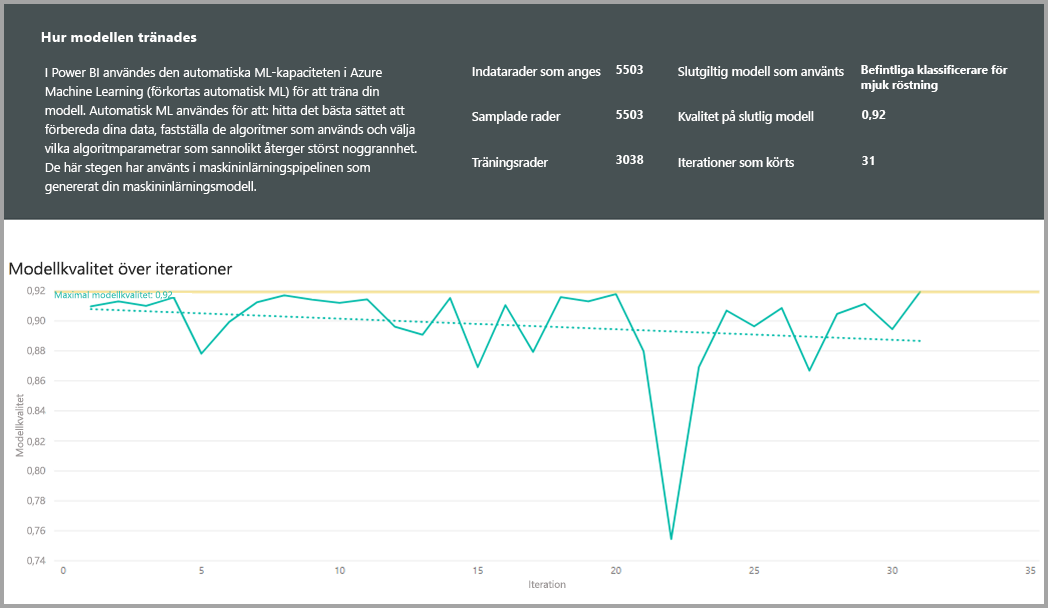 Hur modellen tränades
I Power BI användes den automatiska ML-kapaciteten i Azure
Machine Learning (förkortas automatisk ML) för att träna din
modell. Automatisk ML användes för att: hitta det bästa sättet att
förbereda dina data, fastställa de algoritmer som används och välja
vilka algoritmparametrar som sannolikt återger störst noggrannhet.
De här stegen har använts i maskininlärningspipelinen som
genererat din maskininlärningsmodell.
Indatarader som anges 5503
Samplade rader 5503
Träningsrader 3038
Slutgiltig modell som använts Befintliga klassificerare för
mjuk röstning
Kvalitet på slutlig modell 0,92
Iterationer som körts 31
Modellkvalitet över iterationer
Maximal modellkvalitet: 0,92
Modellkvalitet
0,92
0,90
0,88
0,86
0.84
0,82
0,80
0,78
0,76
0,74
0 5 10 15 20 25 30 35
Iteration